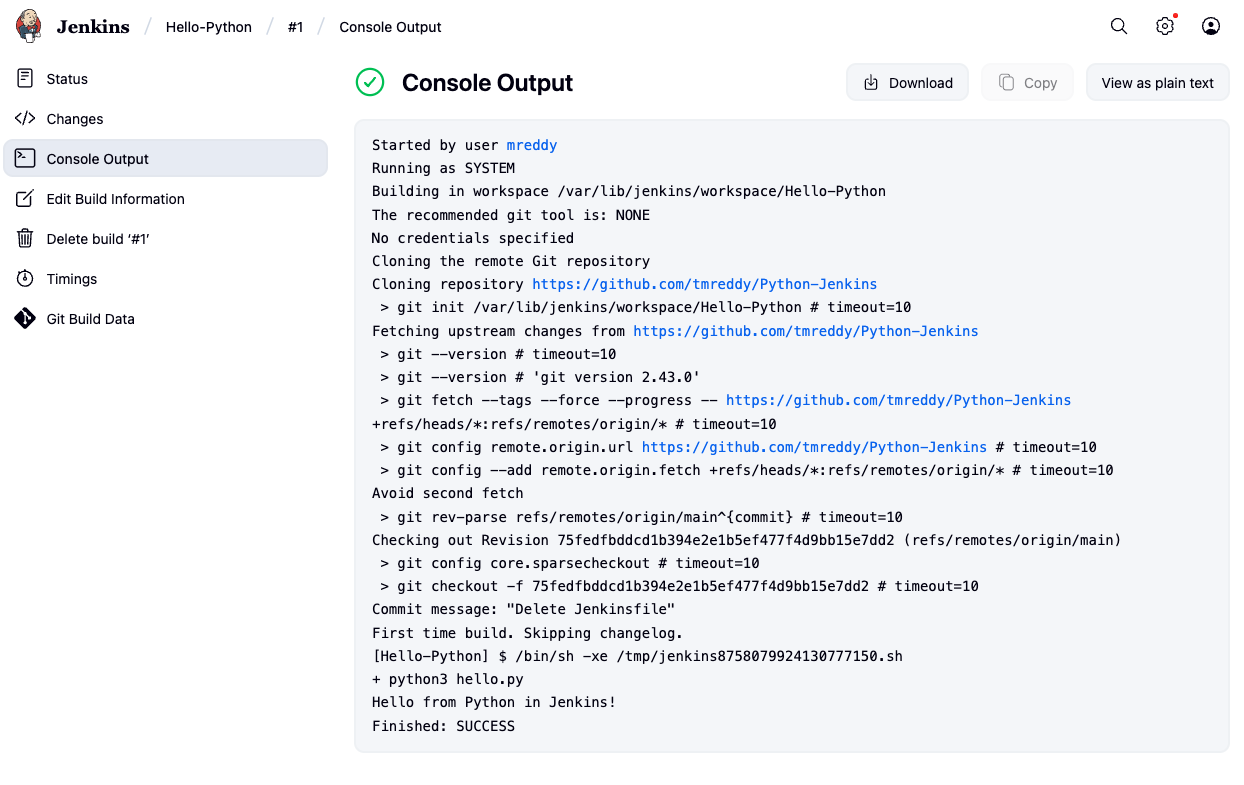 Jenkins / Hello-Python / #1 / Console Output
Status
Changes
Console Output
Edit Build Information
Delete build ‘#1’
Timings
Git Build Data
Console Output
Download
Copy
View as plain text
Started by user mreddy
Running as SYSTEM
Building in workspace /var/lib/jenkins/workspace/Hello-Python
The recommended git tool is: NONE
No credentials specified
Cloning the remote Git repository
Cloning repository https://github.com/tmreddy/Python-Jenkins
 > git init /var/lib/jenkins/workspace/Hello-Python # timeout=10
Fetching upstream changes from https://github.com/tmreddy/Python-Jenkins
 > git --version # timeout=10
 > git --version # 'git version 2.43.0'
 > git fetch --tags --force --progress -- https://github.com/tmreddy/Python-Jenkins
+refs/heads/*:refs/remotes/origin/* # timeout=10
 > git config remote.origin.url https://github.com/tmreddy/Python-Jenkins # timeout=10
 > git config --add remote.origin.fetch +refs/heads/*:refs/remotes/origin/* # timeout=10
Avoid second fetch
 > git rev-parse refs/remotes/origin/main^{commit} # timeout=10
Checking out Revision 75fedfbddcd1b394e2e1b5ef477f4d9bb15e7dd2 (refs/remotes/origin/main)
 > git config core.sparsecheckout # timeout=10
 > git checkout -f 75fedfbddcd1b394e2e1b5ef477f4d9bb15e7dd2 # timeout=10
Commit message: "Delete Jenkinsfile"
First time build. Skipping changelog.
[Hello-Python] $ /bin/sh -xe /tmp/jenkins8758079924130777150.sh
+ python3 hello.py
Hello from Python in Jenkins!
Finished: SUCCESS